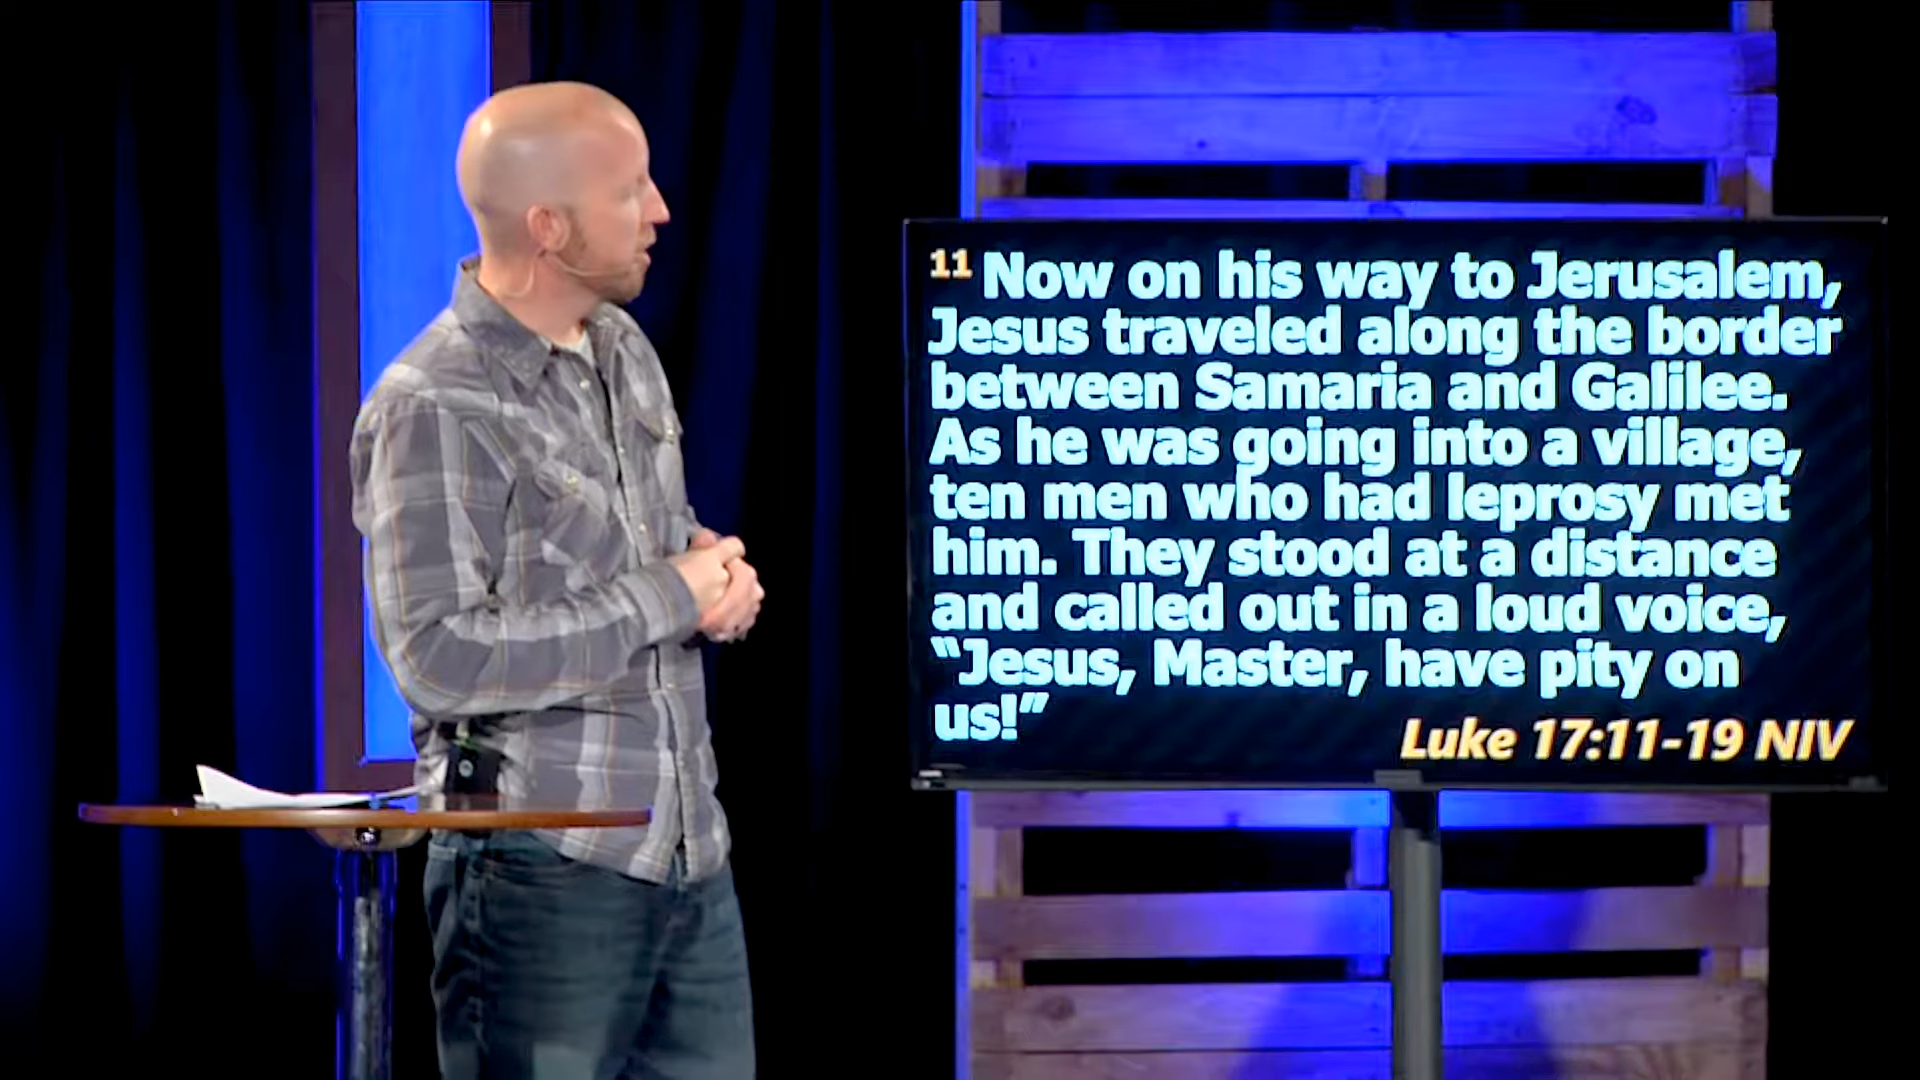 11 Now on his way to Jerusalem,
Jesus traveled along the border
between Samaria and Galilee.
As he was going into a village,
ten men who had leprosy met
him. They stood at a distance
and called out in a loud voice,
“Jesus, Master, have pity on
us!”
Luke 17:11-19 NIV